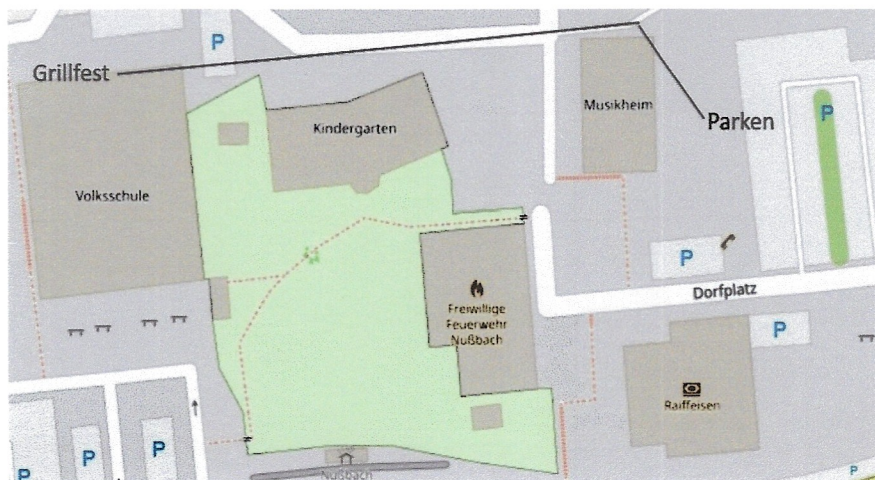 P
Grillfest
Musikheim
Kindergarten
Parken
P
Volksschule
P
Dorfplatz
Freiwillige
Feuerwehr
Nußbach
P
Raiffeisen
P
P
P
Nußbach
P